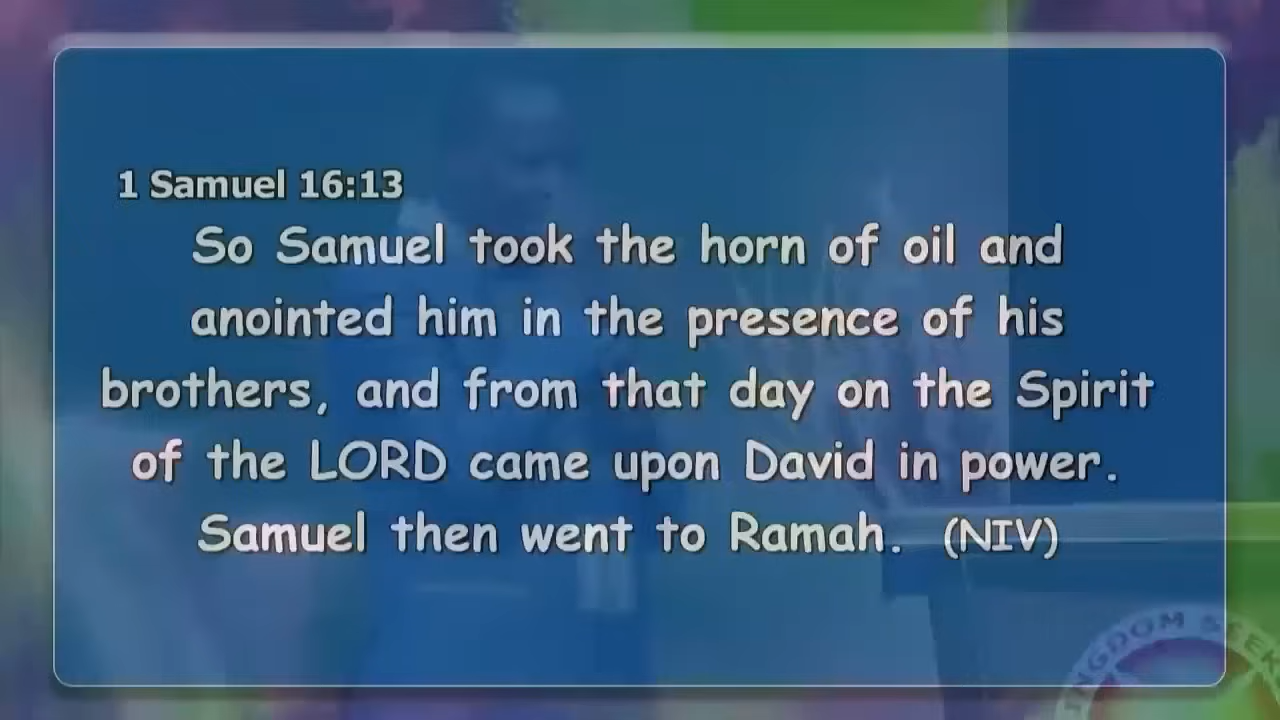 1 Samuel 16:13
So Samuel took the horn of oil and
anointed him in the presence of his
brothers, and from that day on the Spirit
of the LORD came upon David in power.
Samuel then went to Ramah. (NIV)